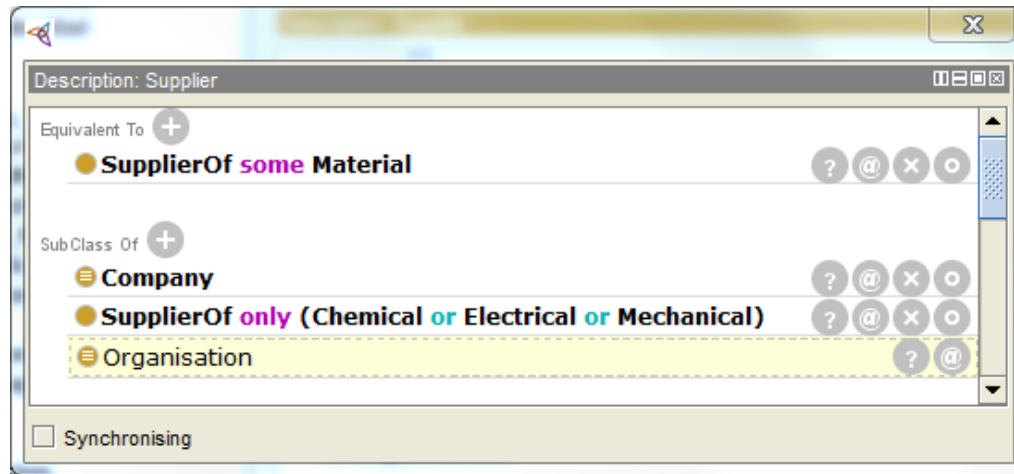 Description: Supplier
Equivalent To
SupplierOf some Material
SubClass Of
Company
SupplierOf only (Chemical or Electrical or Mechanical)
Organisation
Synchronising